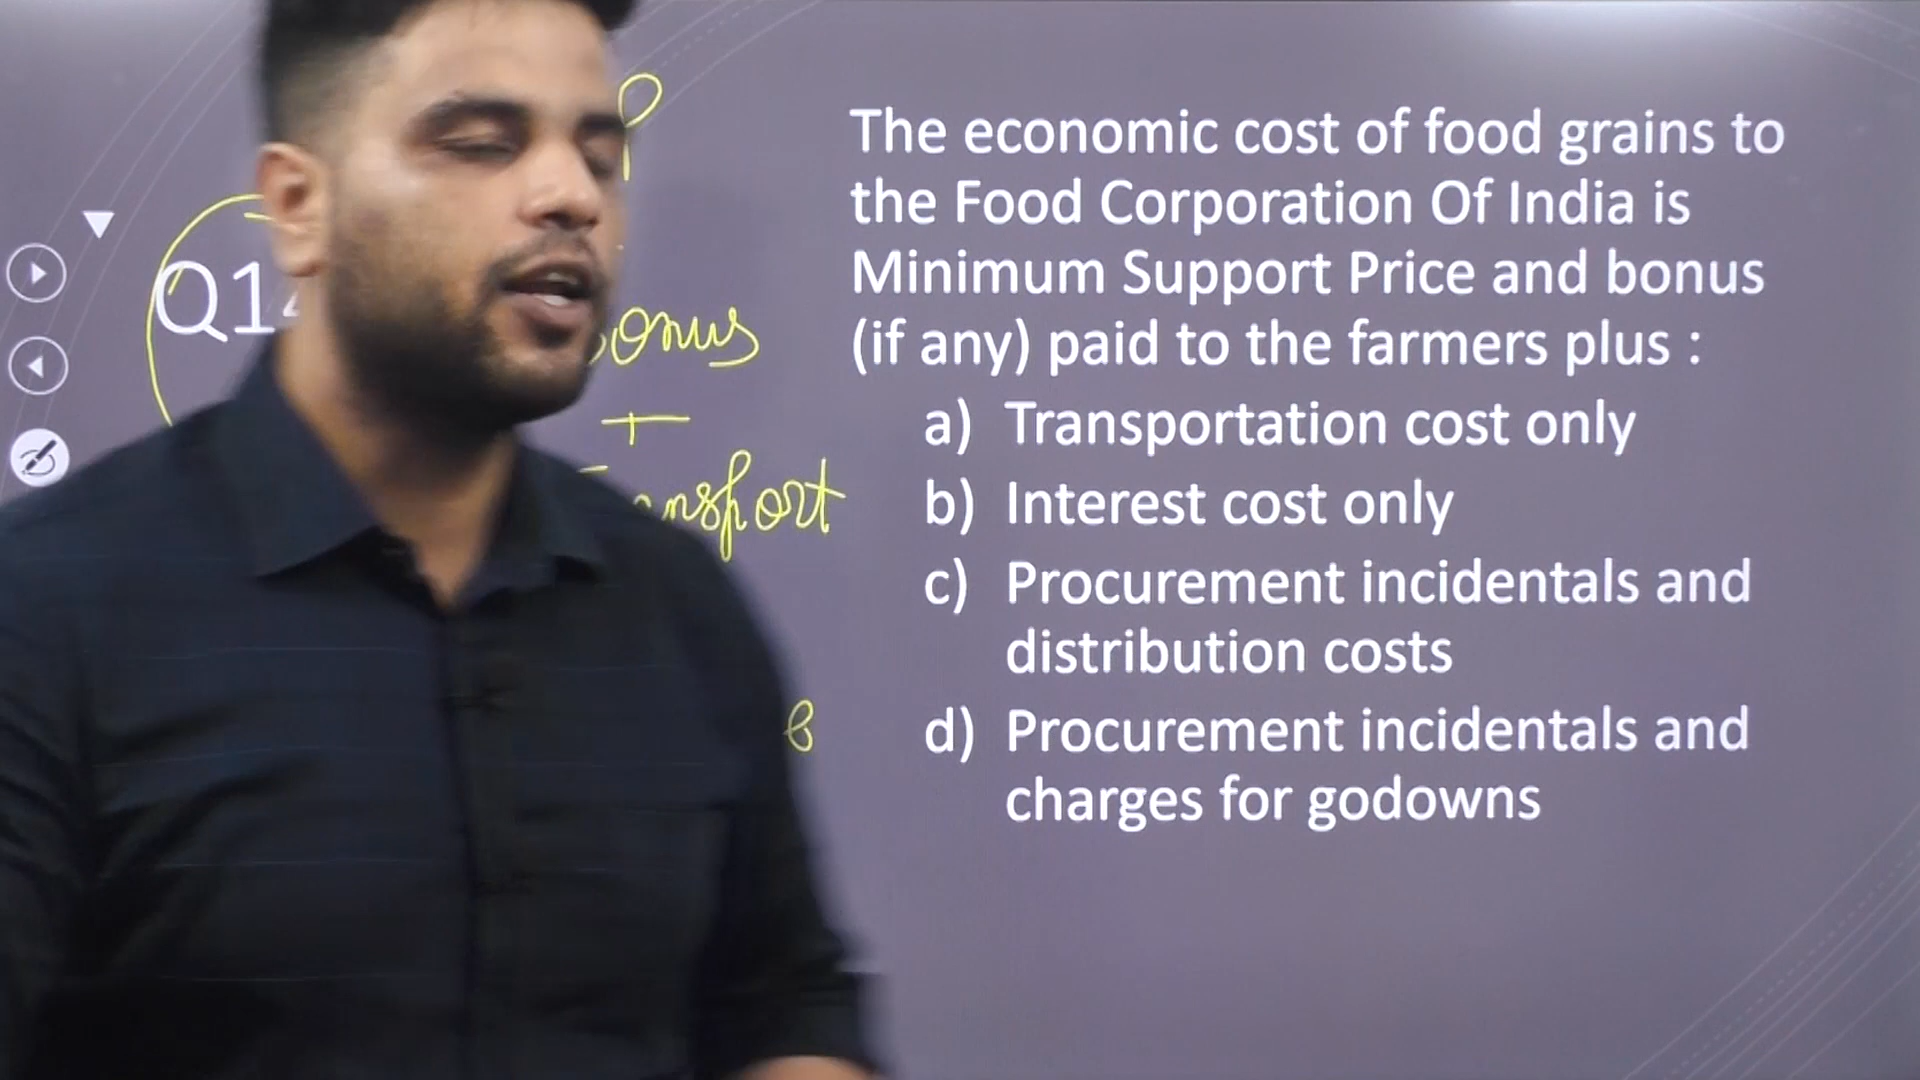 The economic cost of food grains to
the Food Corporation Of India is
Minimum Support Price and bonus
(if any) paid to the farmers plus :
a) Transportation cost only
b) Interest cost only
c) Procurement incidentals and
distribution costs
d) Procurement incidentals and
charges for godowns